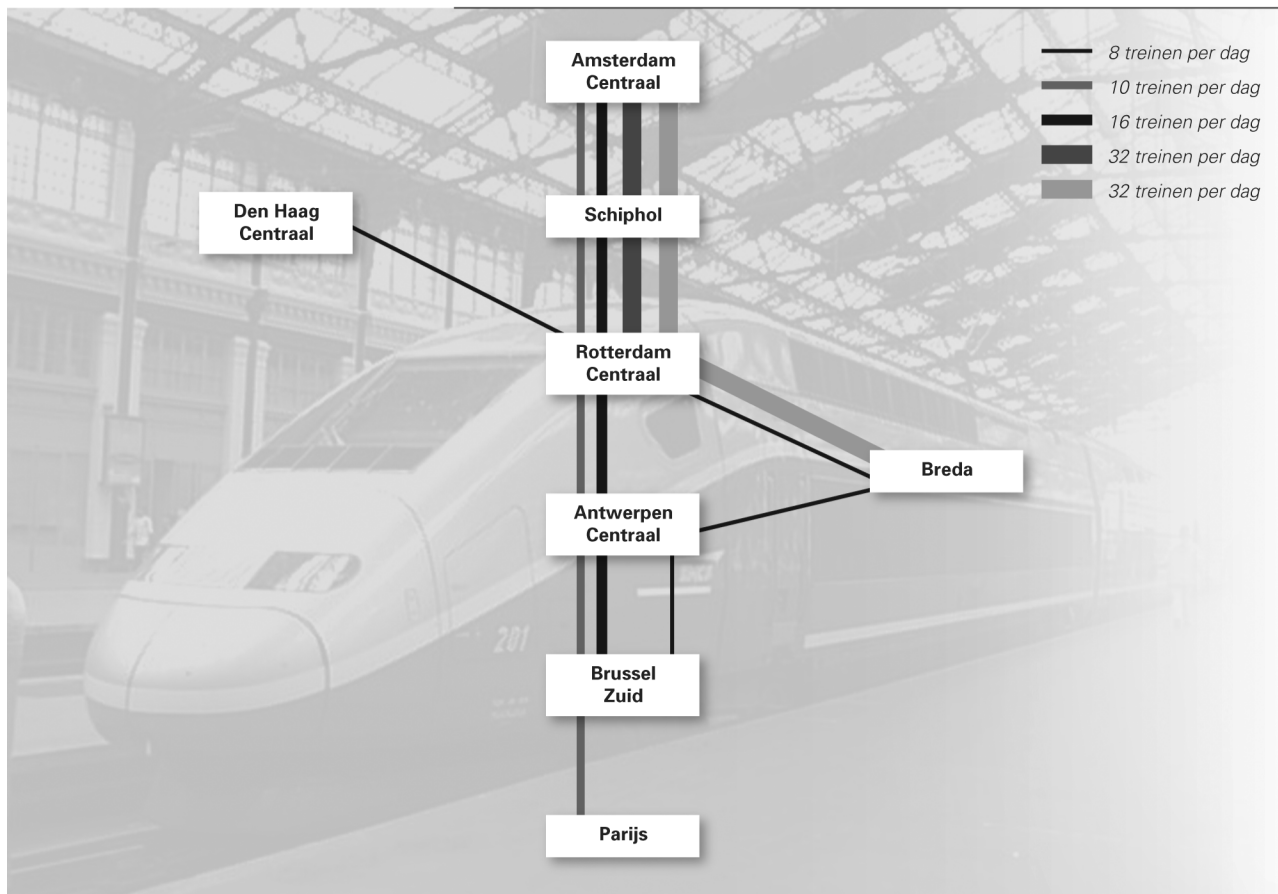 Amsterdam
Centraal
8 treinen per dag
10 treinen per dag
16 treinen per dag
32 treinen per dag
32 treinen per dag
Den Haag
Centraal
Schiphol
Rotterdam
Centraal
Breda
Antwerpen
Centraal
201
Brussel
Zuid
Parijs